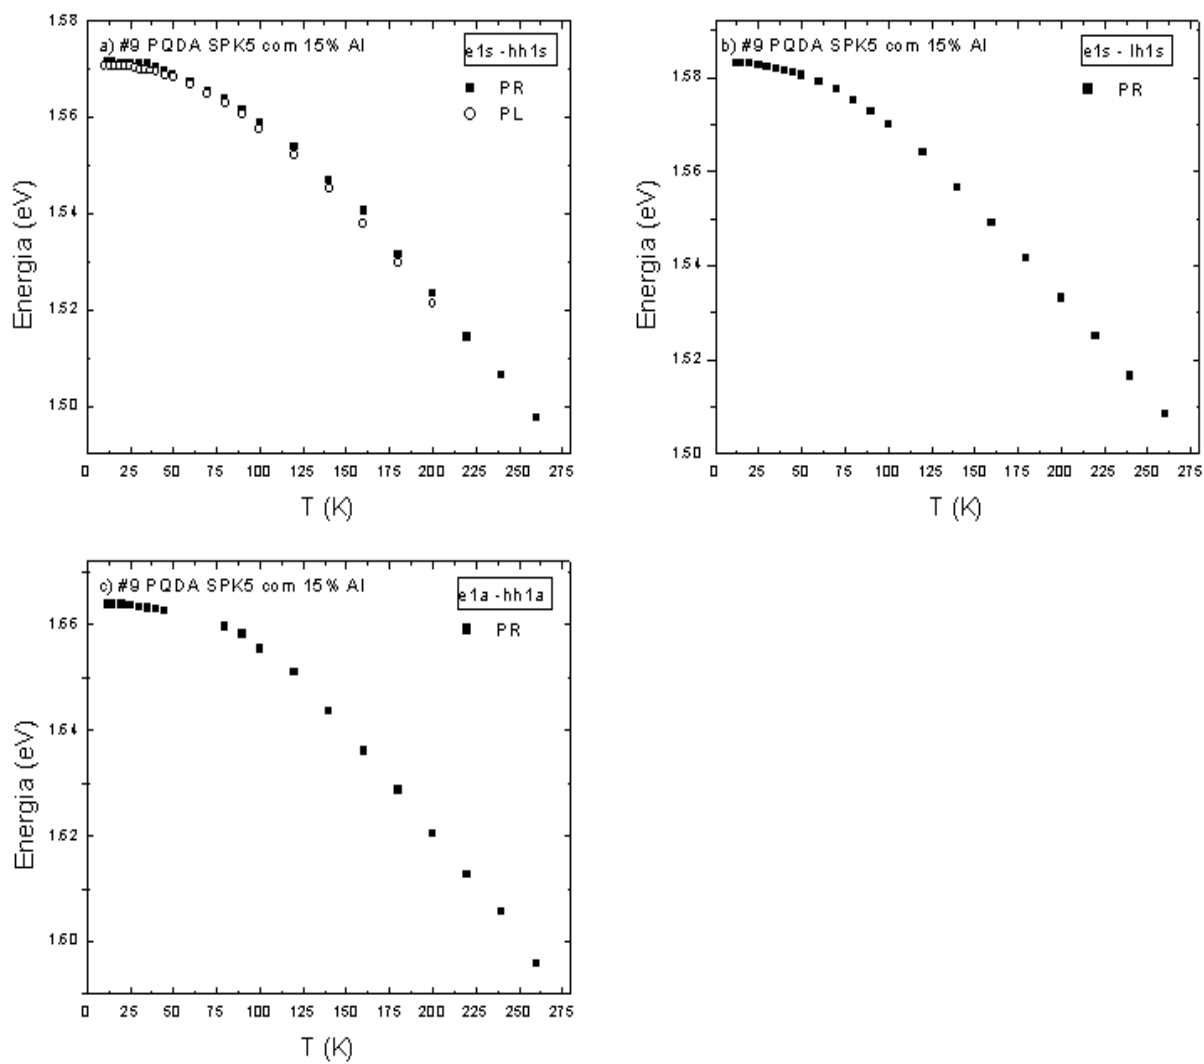 a) #9 PQDA SPK5 com 15% Al
e1s - hh1s
PR
PL
Energia (eV)
1.58
1.56
1.54
1.52
1.50
0 25 50 75 100 125 150 175 200 225 250 275
T (K)
b) #9 PQDA SPK5 com 15% Al
e1s - lh1s
PR
Energia (eV)
1.58
1.56
1.54
1.52
1.50
0 25 50 75 100 125 150 175 200 225 250 275
T (K)
c) #9 PQDA SPK5 com 15% Al
e1a - hh1a
PR
Energia (eV)
1.66
1.64
1.62
1.60
0 25 50 75 100 125 150 175 200 225 250 275
T (K)